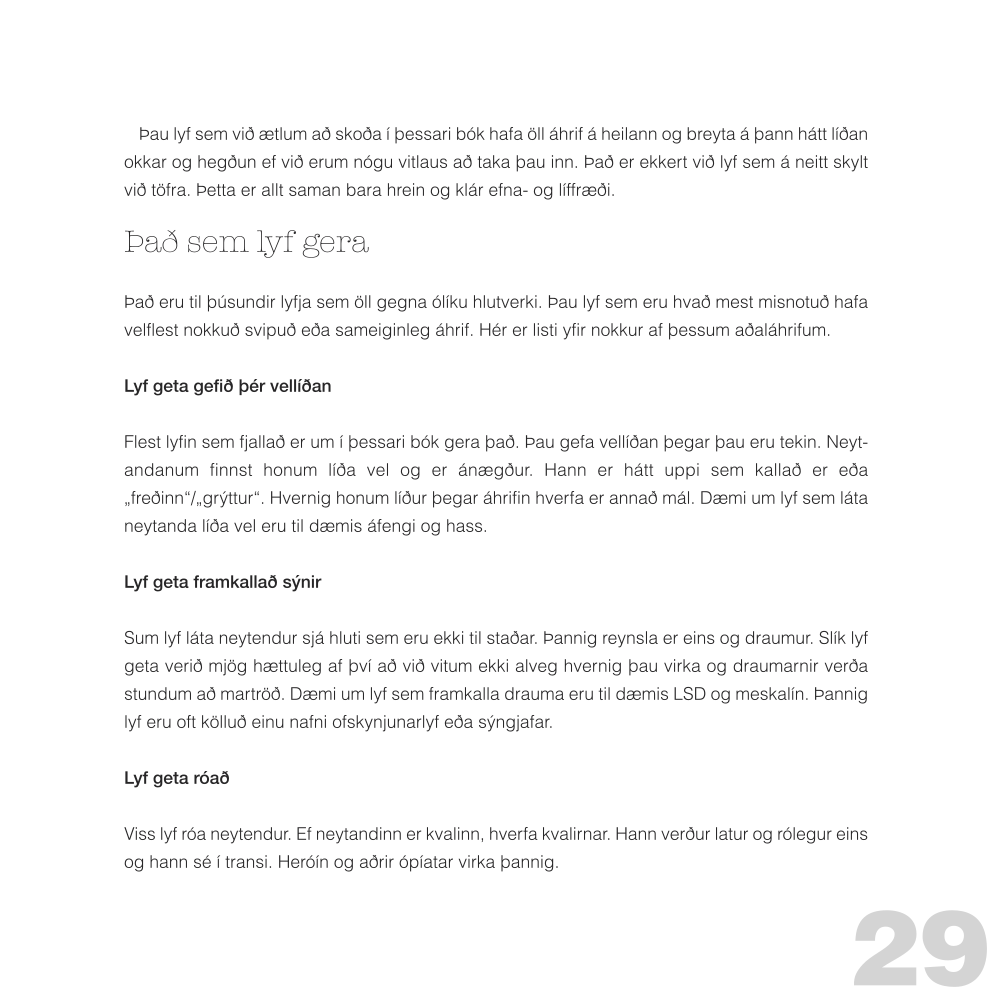 Þau lyf sem við ætlum að skoða í þessari bók hafa öll áhrif á heilann og breyta á þann hátt líðan
okkar og hegðun ef við erum nógu vitlaus að taka þau inn. Það er ekkert við lyf sem á neitt skylt
við töfra. Þetta er allt saman bara hrein og klár efna- og líffræði.
Það sem lyf gera
Það eru til þúsundir lyfja sem öll gegna ólíku hlutverki. Þau lyf sem eru hvað mest misnotuð hafa
velflest nokkuð svipuð eða sameiginleg áhrif. Hér er listi yfir nokkur af þessum aðaláhrifum.
Lyf geta gefið þér vellíðan
Flest lyfin sem fjallað er um í þessari bók gera það. Þau gefa vellíðan þegar þau eru tekin. Neyt-
andanum finnst honum líða vel og er ánægður. Hann er hátt uppi sem kallað er eða
„freðinn“/„grýttur“. Hvernig honum líður þegar áhrifin hverfa er annað mál. Dæmi um lyf sem láta
neytanda líða vel eru til dæmis áfengi og hass.
Lyf geta framkallað sýnir
Sum lyf láta neytendur sjá hluti sem eru ekki til staðar. Þannig reynsla er eins og draumur. Slík lyf
geta verið mjög hættuleg af því að við vitum ekki alveg hvernig þau virka og draumarnir verða
stundum að martröð. Dæmi um lyf sem framkalla drauma eru til dæmis LSD og meskalín. Þannig
lyf eru oft kölluð einu nafni ofskynjunarlyf eða sýngjafar.
Lyf geta róað
Viss lyf róa neytendur. Ef neytandinn er kvalinn, hverfa kvalirnar. Hann verður latur og rólegur eins
og hann sé í transi. Heróín og aðrir ópíatar virka þannig.
29